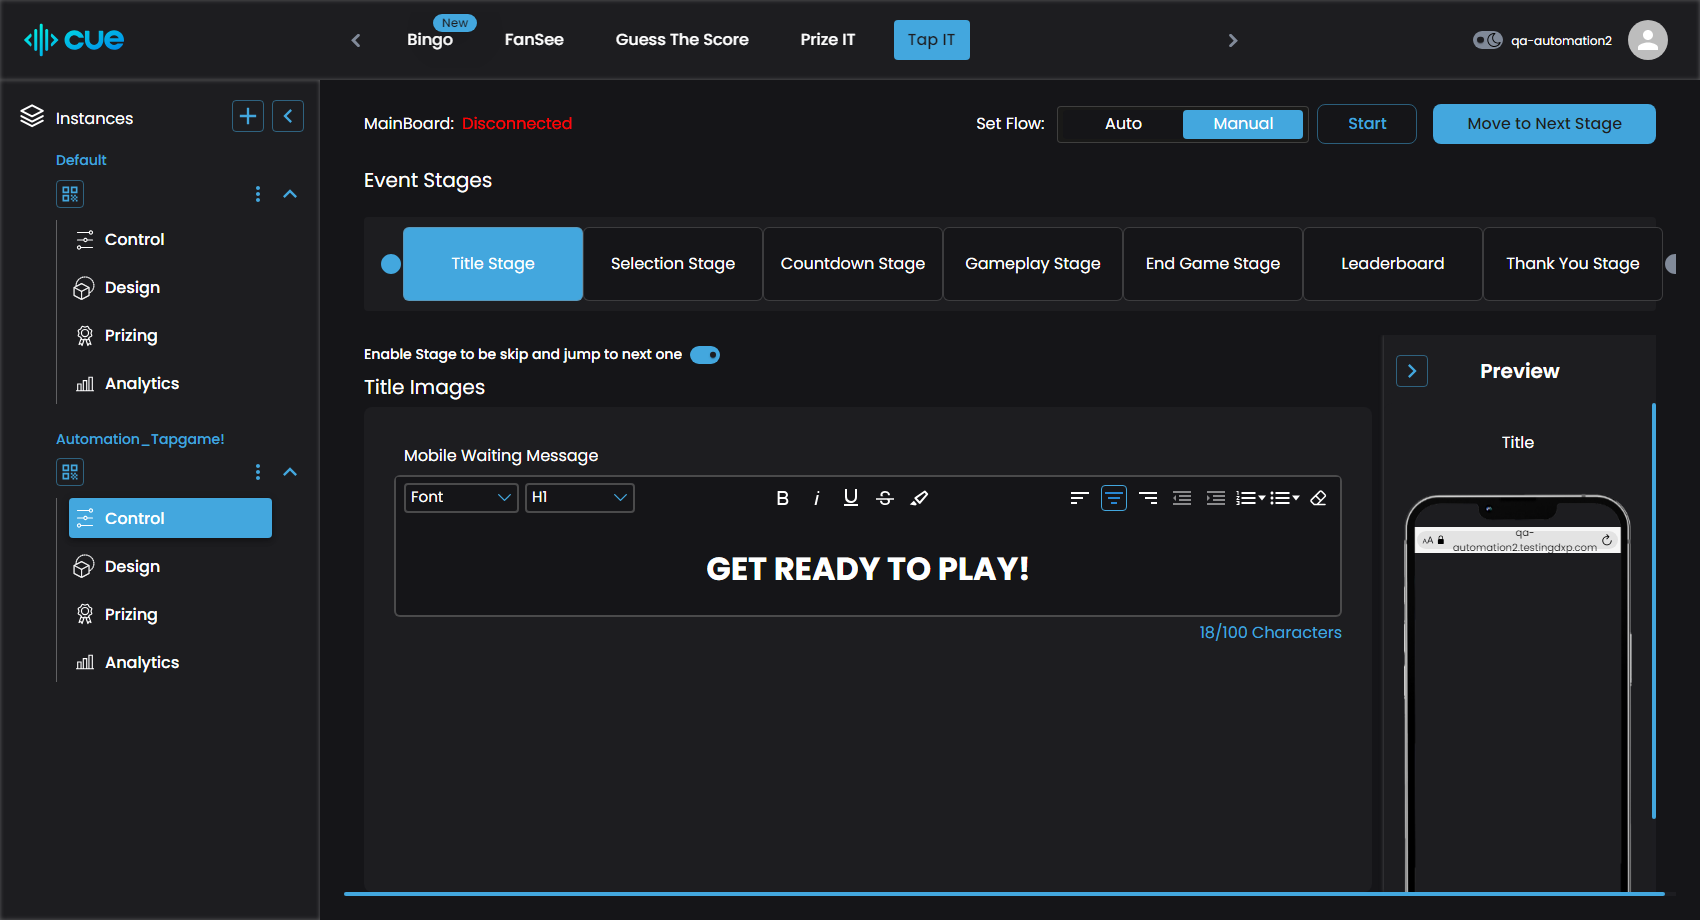 cue
Bingo
New
FanSee
Guess The Score
Prize IT
Tap IT
qa-automation2
Instances
Default
Control
Design
Prizing
Analytics
Automation_Tapgame!
Control
Design
Prizing
Analytics
MainBoard: Disconnected
Set Flow:
Auto
Manual
Start
Move to Next Stage
Event Stages
Title Stage
Selection Stage
Countdown Stage
Gameplay Stage
End Game Stage
Leaderboard
Thank You Stage
Enable Stage to be skip and jump to next one
Title Images
Mobile Waiting Message
Font
H1
B
i
U
S
GET READY TO PLAY!
18/100 Characters
Preview
Title
AA
qa-
automation2.testingdxp.com